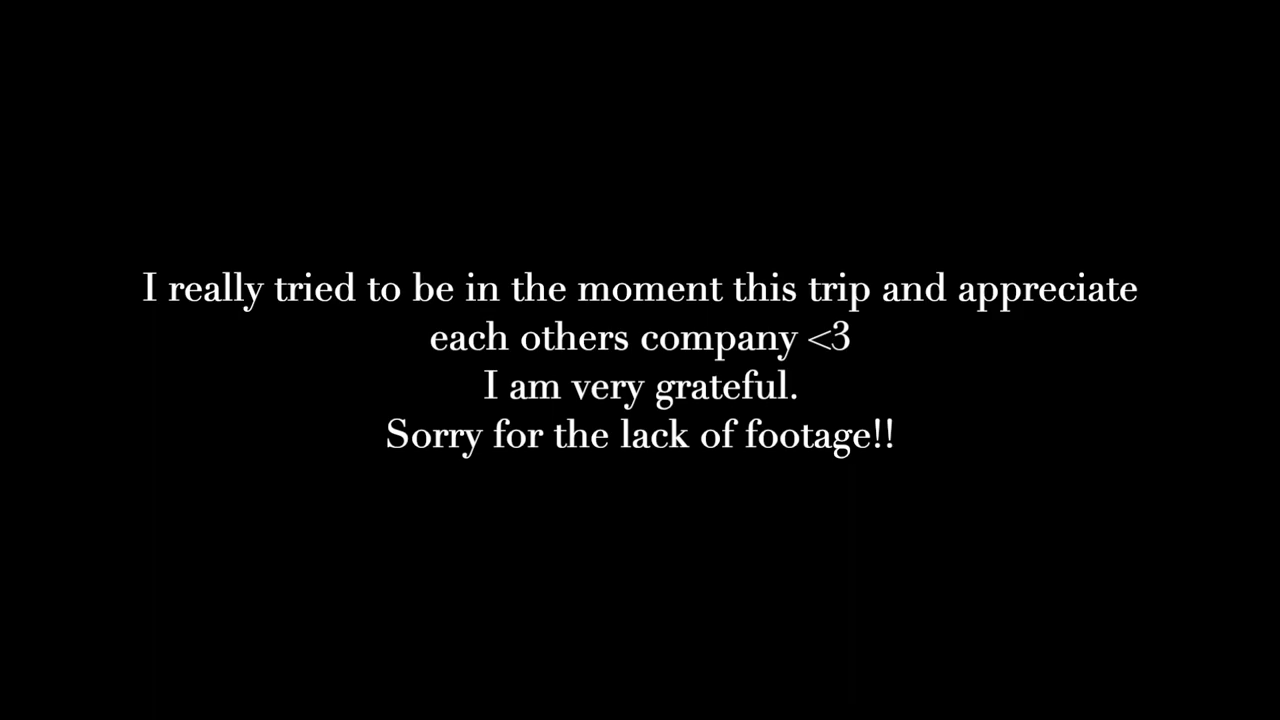 I really tried to be in the moment this trip and appreciate
each others company <3
I am very grateful.
Sorry for the lack of footage!!